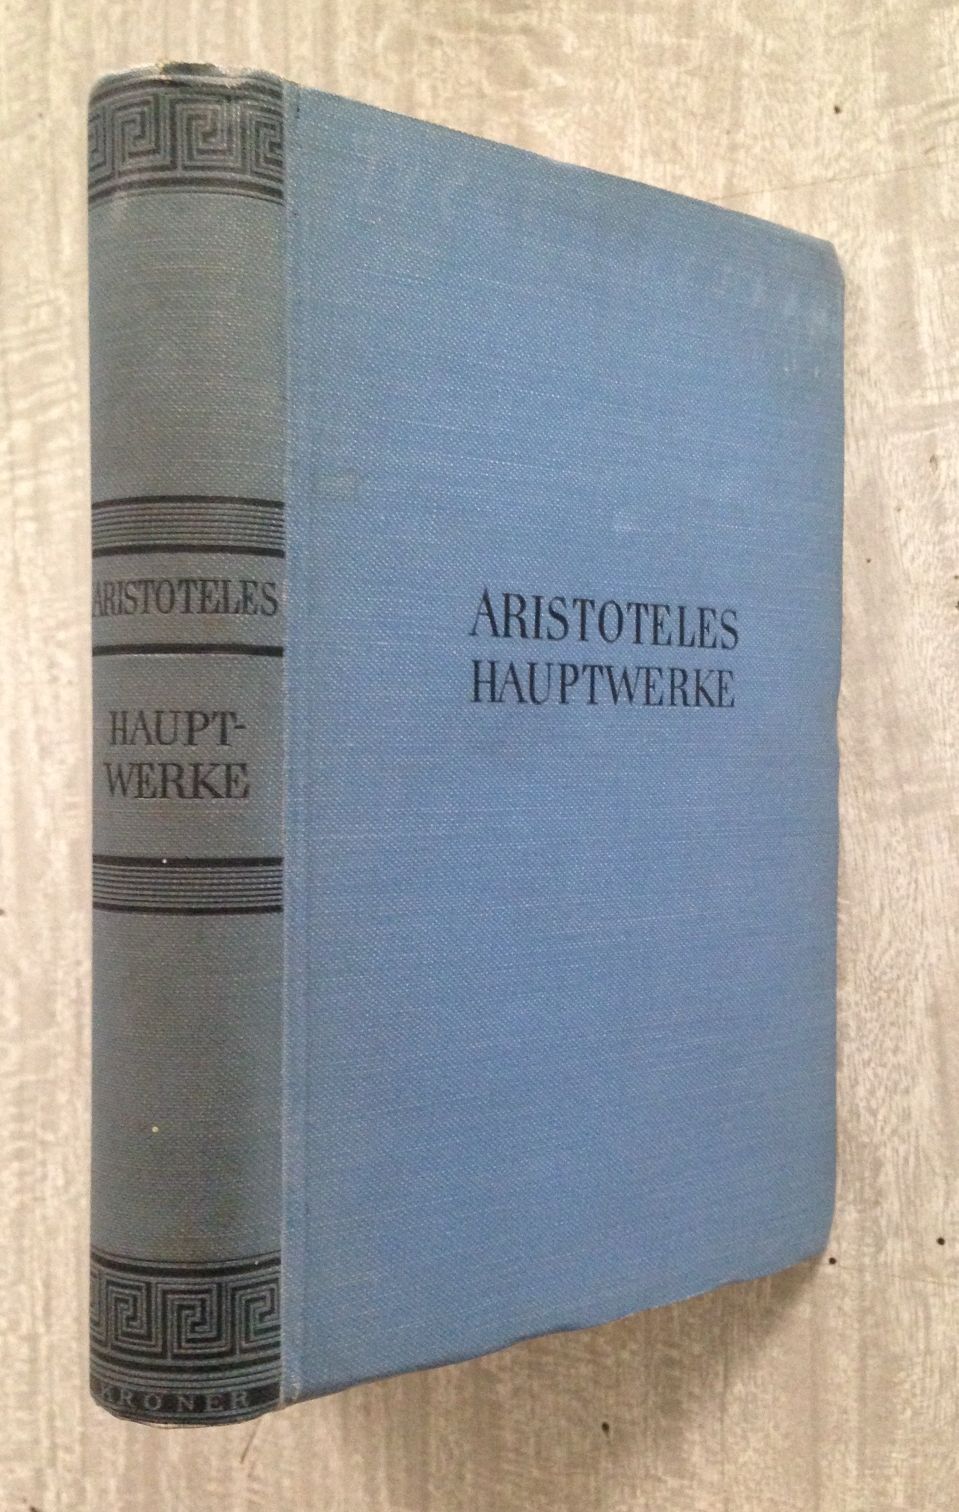 ARISTOTELES
HAUPT-
WERKE
KRÖNER
ARISTOTELES
HAUPTWERKE